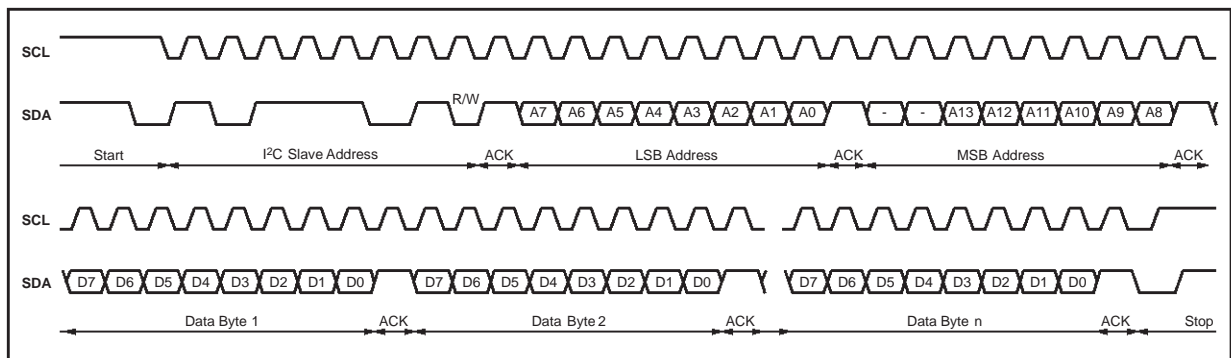 SCL
R/W
SDA A7 A6 A5 A4 A3 A2 A1 A0 - - A13 A12 A11 A10 A9 A8
Start I²C Slave Address ACK LSB Address ACK MSB Address ACK
SCL
SDA D7 D6 D5 D4 D3 D2 D1 D0 D7 D6 D5 D4 D3 D2 D1 D0 D7 D6 D5 D4 D3 D2 D1 D0
Data Byte 1 ACK Data Byte 2 ACK Data Byte n ACK Stop